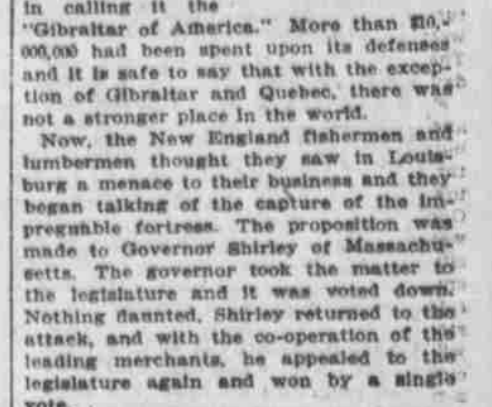 in calling it the
"Gibraltar of America." More than $10,-
000,000 had been spent upon its defenses
and it is safe to say that with the excep-
tion of Gibraltar and Quebec, there was
not a stronger place in the world.
Now, the New England fishermen and
lumbermen thought they saw in Louis-
burg a menace to their business and they
began talking of the capture of the im-
pregnable fortress. The proposition was
made to Governor Shirley of Massachu-
setts. The governor took the matter to
the legislature and it was voted down.
Nothing daunted, Shirley returned to the
attack, and with the co-operation of the
leading merchants, he appealed to the
legislature again and won by a single
vote